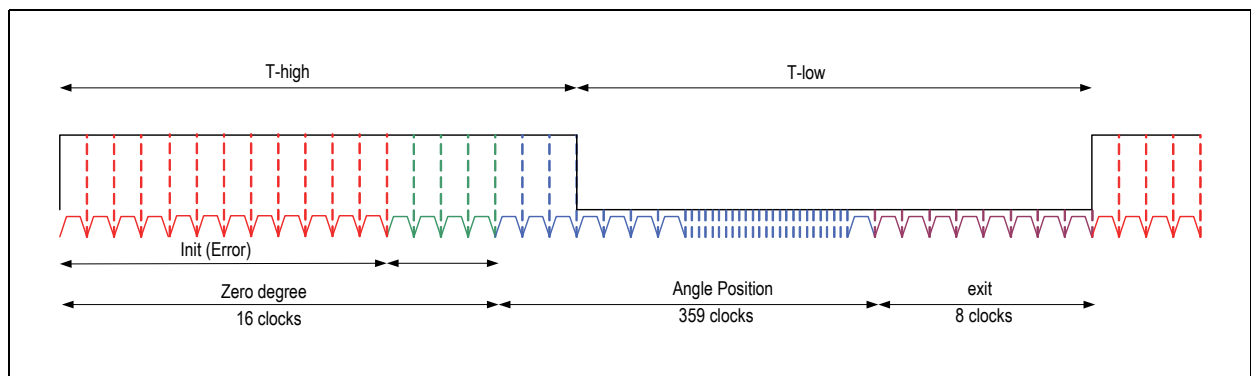 T-high
T-low
Init (Error)
Zero degree
16 clocks
Angle Position
359 clocks
exit
8 clocks